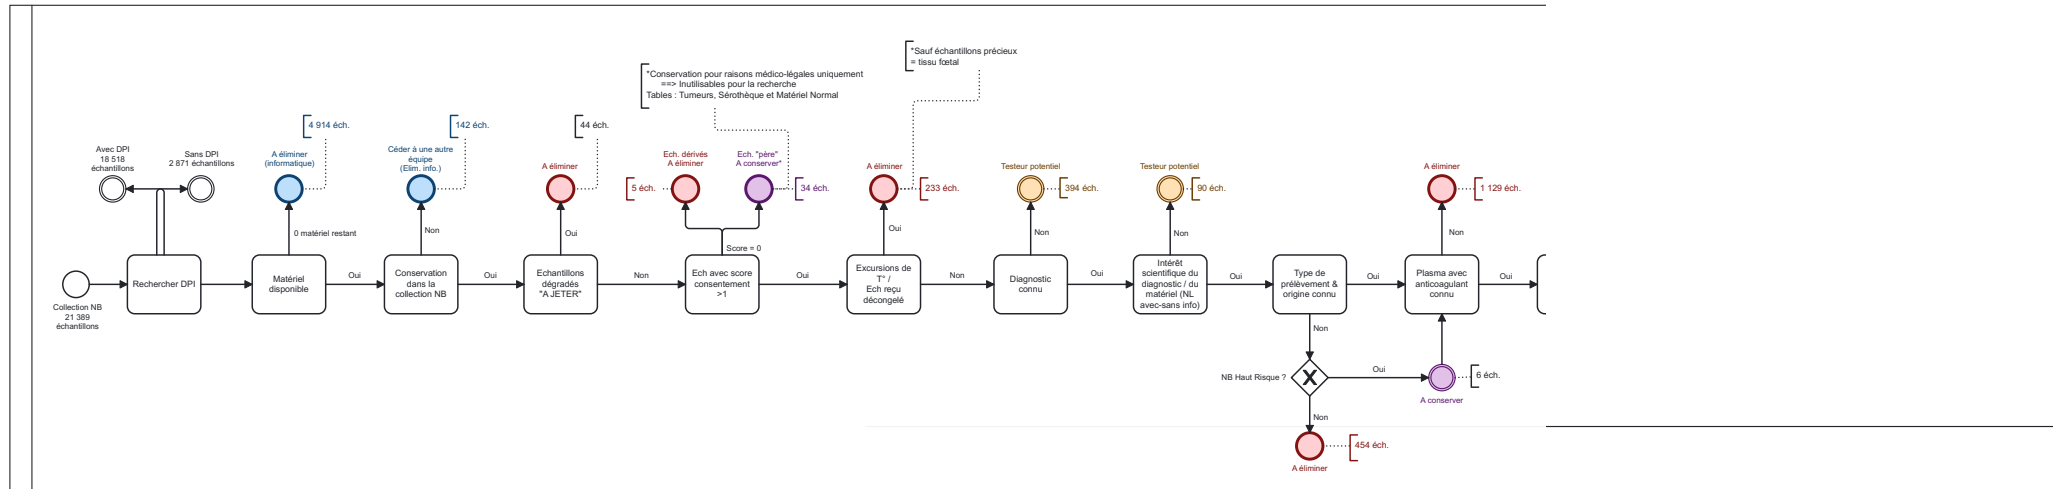 *Sauf échantillons précieux
= tissu fœtal
*Conservation pour raisons médico-légales uniquement
==> Inutilisables pour la recherche
Tables : Tumeurs, Sérothèque et Matériel Normal
4 914 éch.
142 éch.
44 éch.
Avec DPI
18 518
échantillons
Sans DPI
2 871 échantillons
A éliminer
(informatique)
Céder à une autre
équipe
(Elim. info.)
A éliminer
Ech. dérivés
A éliminer
Ech. "père"
A conserver*
A éliminer
Testeur potentiel
Testeur potentiel
A éliminer
5 éch.
34 éch.
233 éch.
394 éch.
90 éch.
1 129 éch.
0 matériel restant
Non
Oui
Score = 0
Oui
Non
Non
Non
Collection NB
21 389
échantillons
Rechercher DPI
Matériel
disponible
Oui
Conservation
dans la
collection NB
Oui
Echantillons
dégradés
"A JETER"
Non
Ech avec score
consentement
>1
Oui
Excursions de
T° /
Ech reçu
décongelé
Non
Diagnostic
connu
Oui
Intérêt
scientifique du
diagnostic / du
matériel (NL
avec-sans info)
Oui
Type de
prélèvement &
origine connu
Oui
Plasma avec
anticoagulant
connu
Oui
Non
NB Haut Risque ?
Oui
6 éch.
A conserver
Non
454 éch.
A éliminer